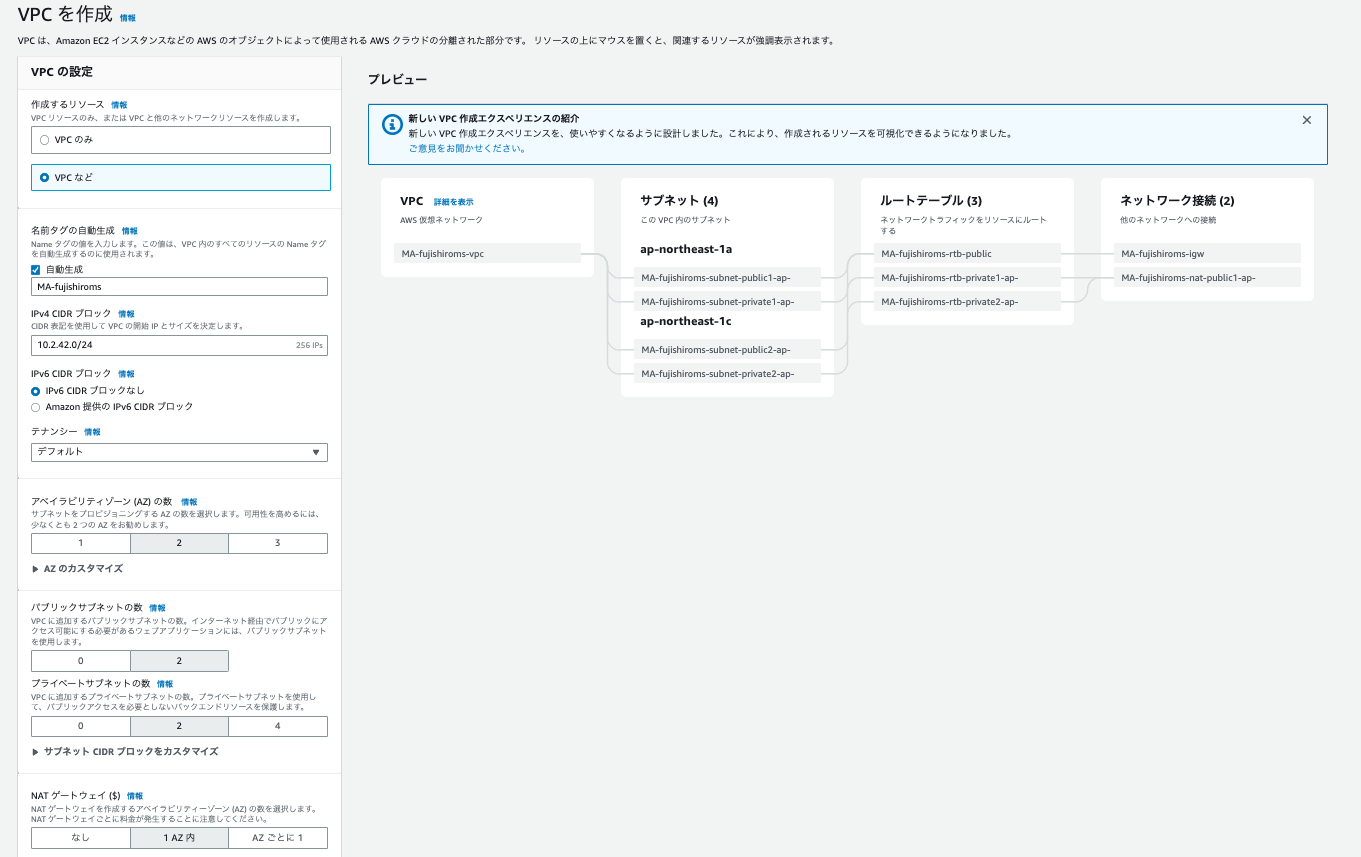 VPC を作成 情報
VPC は、Amazon EC2 インスタンスなどの AWS のオブジェクトによって使用される AWS クラウドの分離された部分です。 リソースの上にマウスを置くと、関連するリソースが強調表示されます。
VPC の設定
作成するリソース 情報
VPC リソースのみ、または VPC と他のネットワークリソースを作成します。
VPC のみ
VPC など
名前タグの自動生成 情報
Name タグの値を入力します。この値は、VPC 内のすべてのリソースの Name タグ
を自動生成するのに使用されます。
自動生成
MA-fujishiroms
IPv4 CIDR ブロック 情報
CIDR 表記を使用して VPC の開始 IP とサイズを決定します。
10.2.42.0/24 256 IPs
IPv6 CIDR ブロック 情報
IPv6 CIDR ブロックなし
Amazon 提供の IPv6 CIDR ブロック
テナンシー 情報
デフォルト
アベイラビリティゾーン (AZ) の数 情報
サブネットをプロビジョニングする AZ の数を選択します。可用性を高めるには、
少なくとも 2 つの AZ をお勧めします。
1 2 3
AZ のカスタマイズ
パブリックサブネットの数 情報
VPC に追加するパブリックサブネットの数。インターネット経由でパブリックにア
クセス可能にする必要があるウェブアプリケーションには、パブリックサブネット
を使用します。
0 2
プライベートサブネットの数 情報
VPC に追加するプライベートサブネットの数。プライベートサブネットを使用し
て、パブリックアクセスを必要としないバックエンドリソースを保護します。
0 2 4
サブネット CIDR ブロックをカスタマイズ
NAT ゲートウェイ ($) 情報
NAT ゲートウェイを作成するアベイラビリティーゾーン (AZ) の数を選択します。
NAT ゲートウェイごとに料金が発生することに注意してください。
なし 1 AZ 内 AZ ごとに 1
プレビュー
新しい VPC 作成エクスペリエンスの紹介
新しい VPC 作成エクスペリエンスを、使いやすくなるように設計しました。これにより、作成されるリソースを可視化できるようになりました。
ご意見をお聞かせください。
VPC 詳細を表示
AWS 仮想ネットワーク
MA-fujishiroms-vpc
サブネット (4)
この VPC 内のサブネット
ap-northeast-1a
MA-fujishiroms-subnet-public1-ap-
MA-fujishiroms-subnet-private1-ap-
ap-northeast-1c
MA-fujishiroms-subnet-public2-ap-
MA-fujishiroms-subnet-private2-ap-
ルートテーブル (3)
ネットワークトラフィックをリソースにルート
する
MA-fujishiroms-rtb-public
MA-fujishiroms-rtb-private1-ap-
MA-fujishiroms-rtb-private2-ap-
ネットワーク接続 (2)
他のネットワークへの接続
MA-fujishiroms-igw
MA-fujishiroms-nat-public1-ap-